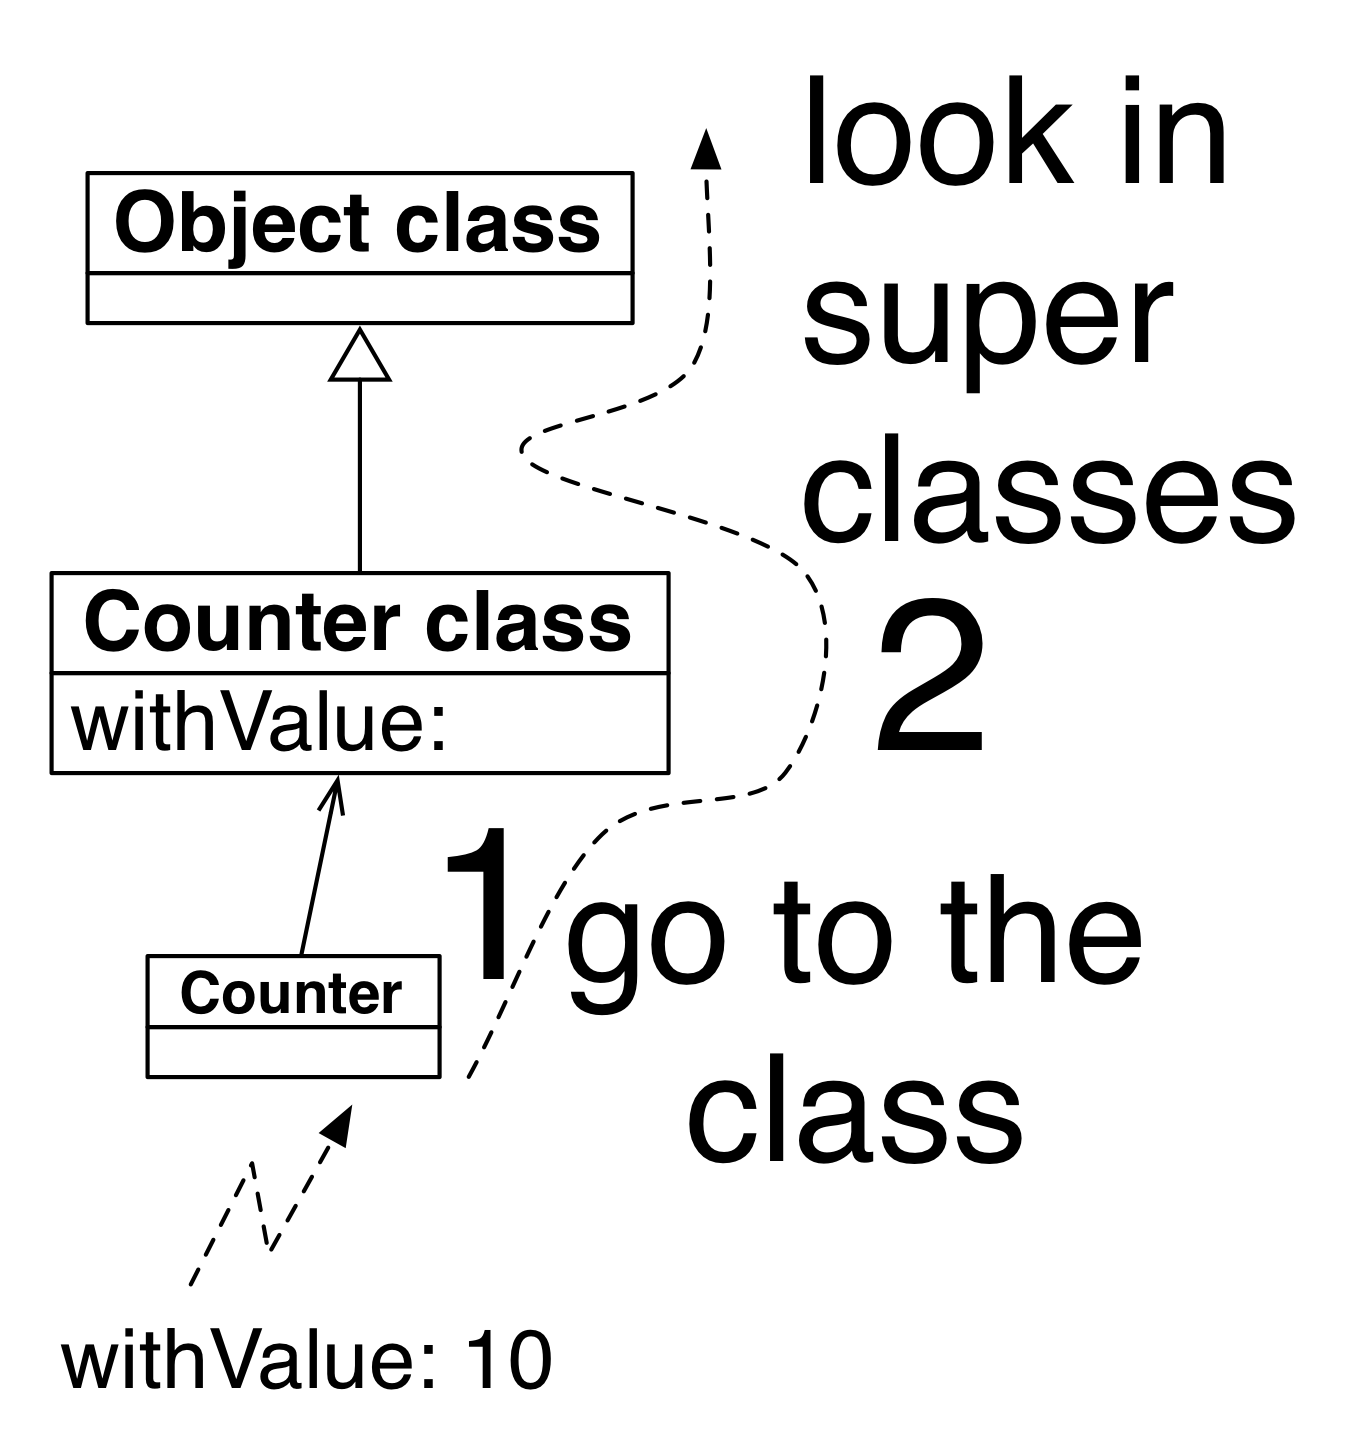 look in
super
classes
2
Object class
Counter class
withValue:
1
go to the
class
Counter
withValue: 10